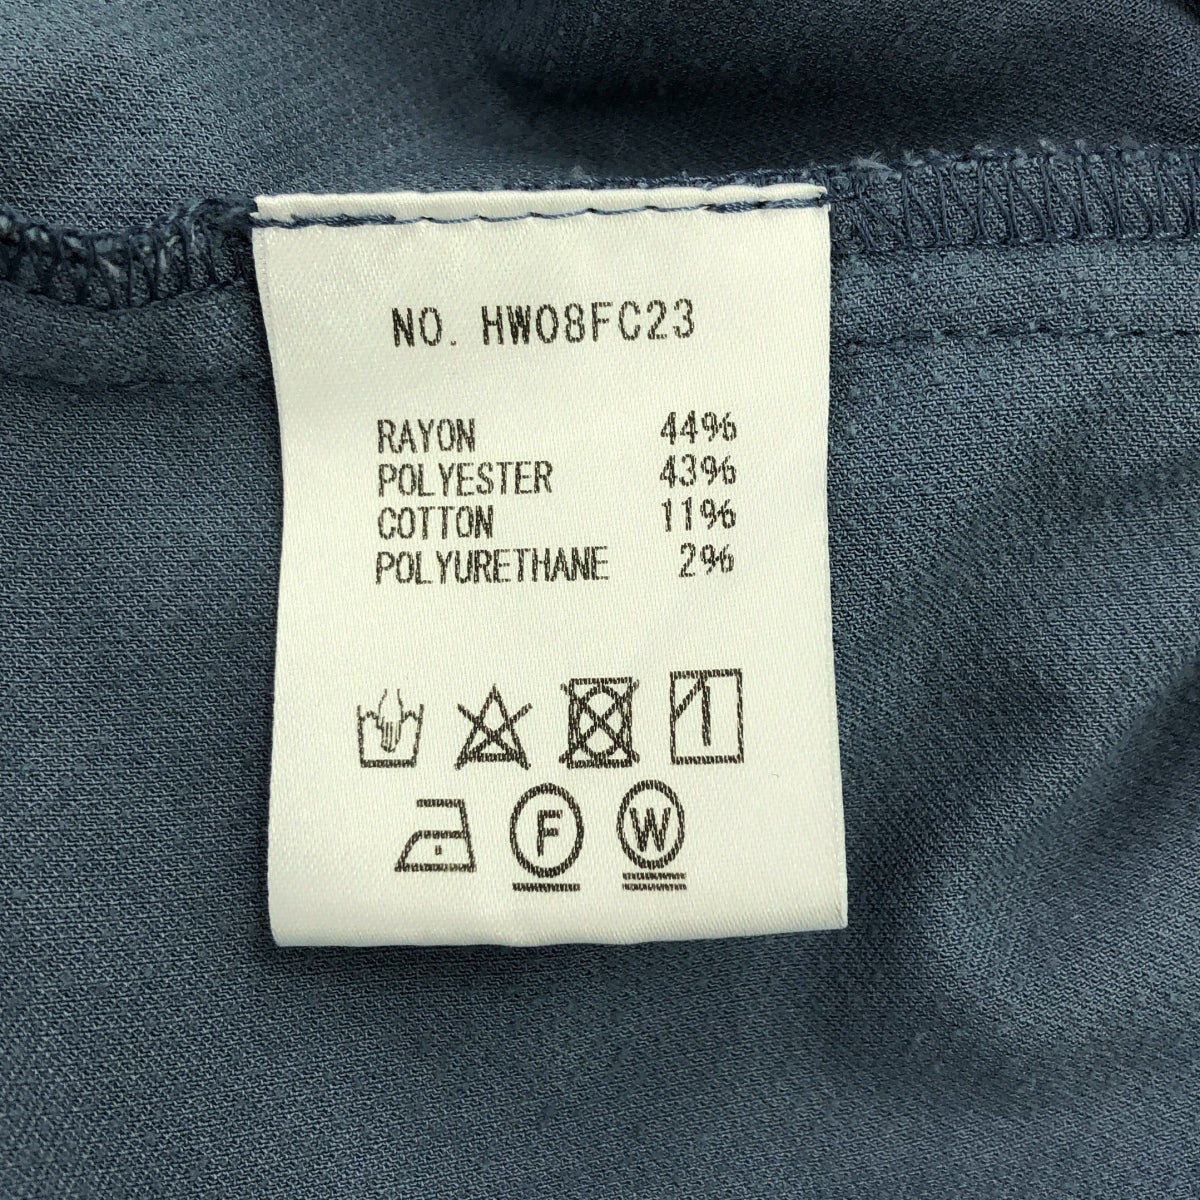 NO. HW08FC23
RAYON 44%
POLYESTER 43%
COTTON 11%
POLYURETHANE 2%
F W